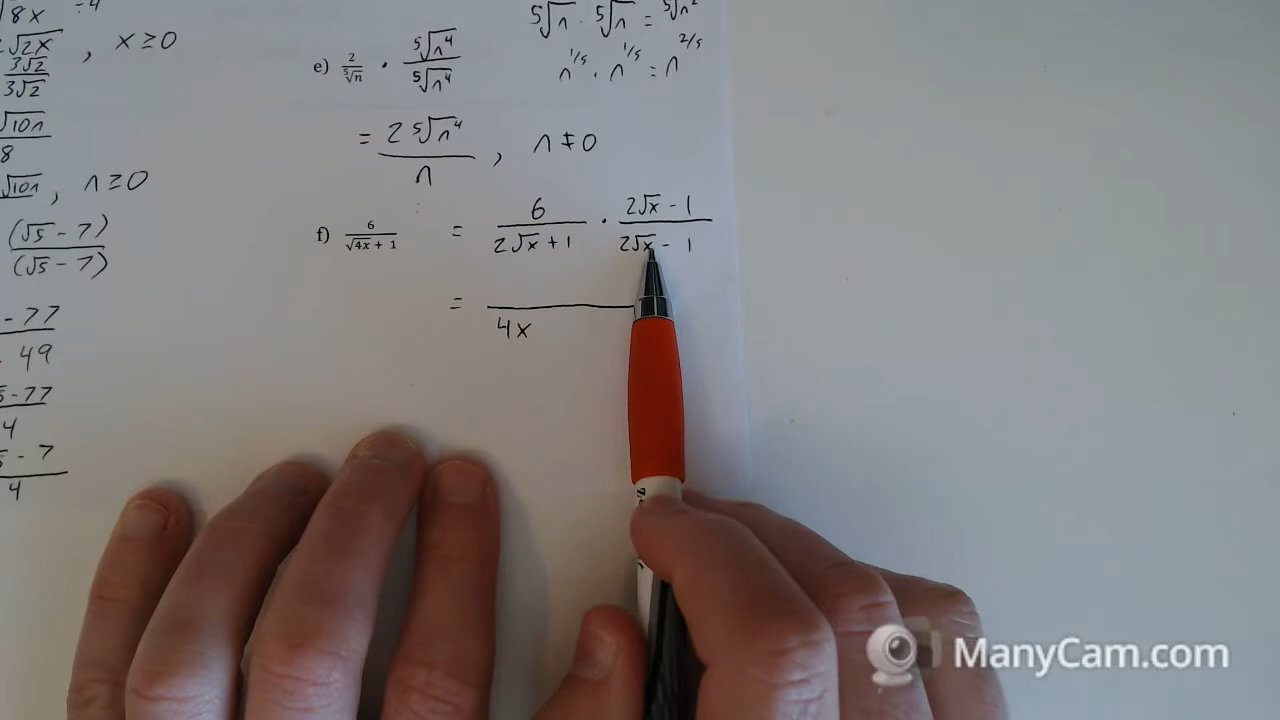 √8x ÷4
2√2x , x ≥ 0
3√2
3√2
√10n
8
√10n , n ≥ 0
(√5 - 7)
(√5 - 7)
- 77
49
5 - 77
4
5 - 7
4
⁵√n · ⁵√n = ⁵√n²
n^1/5 · n^1/5 = n^2/5
e) 2/⁵√n · ⁵√n⁴/⁵√n⁴
= 2 ⁵√n⁴/n , n ≠ 0
f) 6/(√4x + 1) = 6/(2√x + 1) · (2√x - 1)/(2√x - 1)
= 4x
ManyCam.com